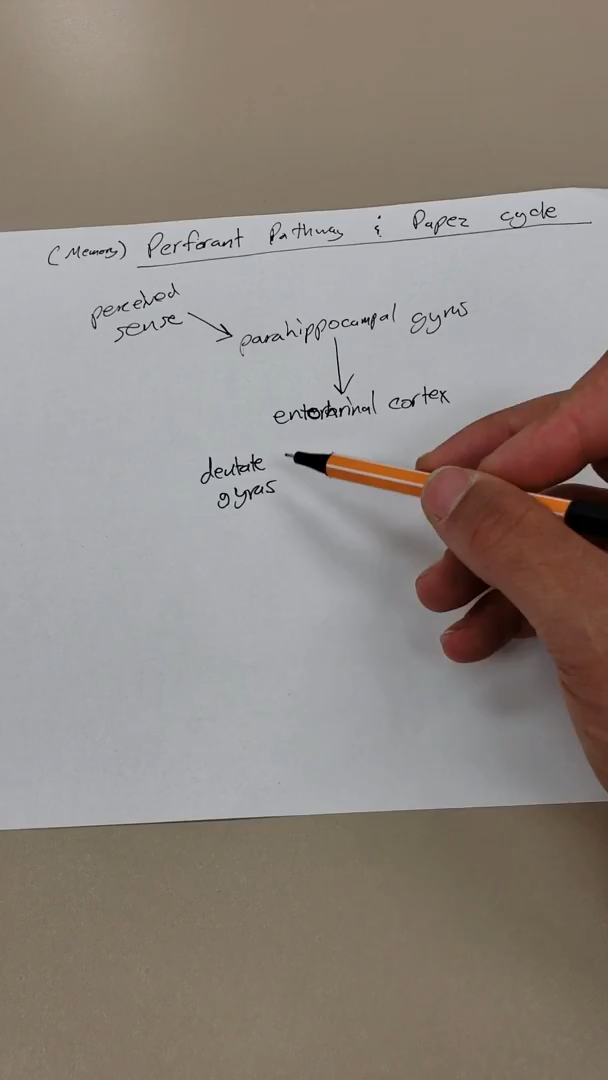 (Memory) Perforant Pathway & Papez cycle
perceived
sense
parahippocampal gyrus
entorhinal cortex
dentate
gyrus